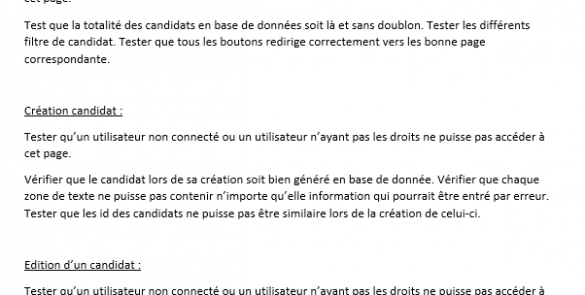 cet page.
Test que la totalité des candidats en base de données soit là et sans doublon. Tester les différents
filtre de candidat. Tester que tous les boutons redirige correctement vers les bonne page
correspondante.
Création candidat :
Tester qu’un utilisateur non connecté ou un utilisateur n’ayant pas les droits ne puisse pas accéder à
cet page.
Vérifier que le candidat lors de sa création soit bien généré en base de donnée. Vérifier que chaque
zone de texte ne puisse pas contenir n’importe qu’elle information qui pourrait être entré par erreur.
Tester que les id des candidats ne puisse pas être similaire lors de la création de celui-ci.
Edition d’un candidat :
Tester qu’un utilisateur non connecté ou un utilisateur n’ayant pas les droits ne puisse pas accéder à